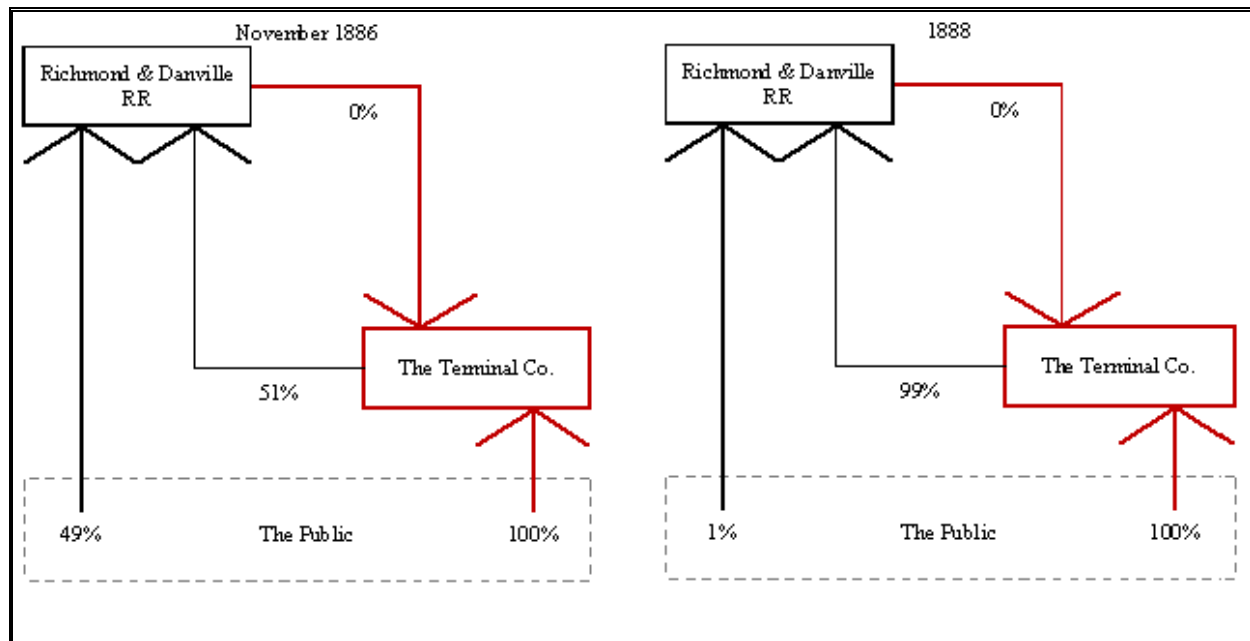 November 1886
Richmond & Danville
RR
0%
The Terminal Co.
51%
49%
The Public
100%
1888
Richmond & Danville
RR
0%
The Terminal Co.
99%
1%
The Public
100%